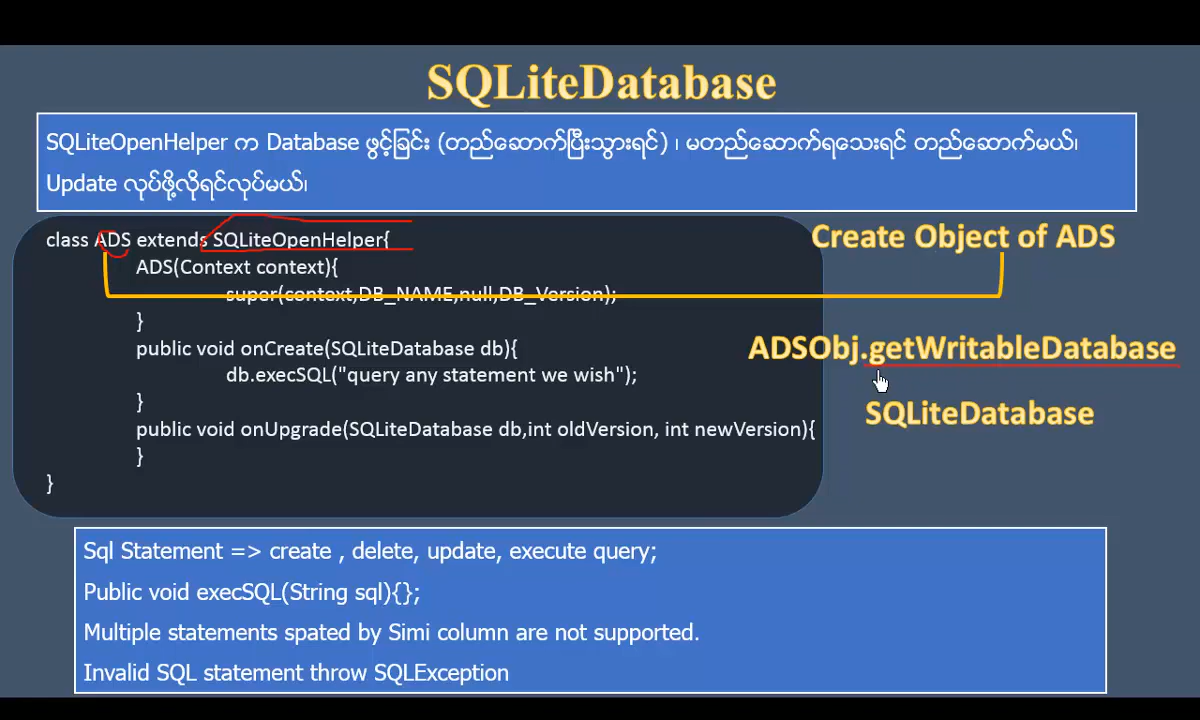 SQLiteDatabase
SQLiteOpenHelper က Database ဖွင့်ခြင်း (တည်ဆောက်ပြီးသွားရင်) ၊ မတည်ဆောက်ရသေးရင် တည်ဆောက်မယ်၊
Update လုပ်ဖို့လိုရင်လုပ်မယ်၊
class ADS extends SQLiteOpenHelper{
ADS(Context context){
super(context,DB_NAME,null,DB_Version);
}
public void onCreate(SQLiteDatabase db){
db.execSQL("query any statement we wish");
}
public void onUpgrade(SQLiteDatabase db,int oldVersion, int newVersion){
}
}
Create Object of ADS
ADSObj.getWritableDatabase
SQLiteDatabase
Sql Statement => create , delete, update, execute query;
Public void execSQL(String sql){};
Multiple statements spated by Simi column are not supported.
Invalid SQL statement throw SQLException